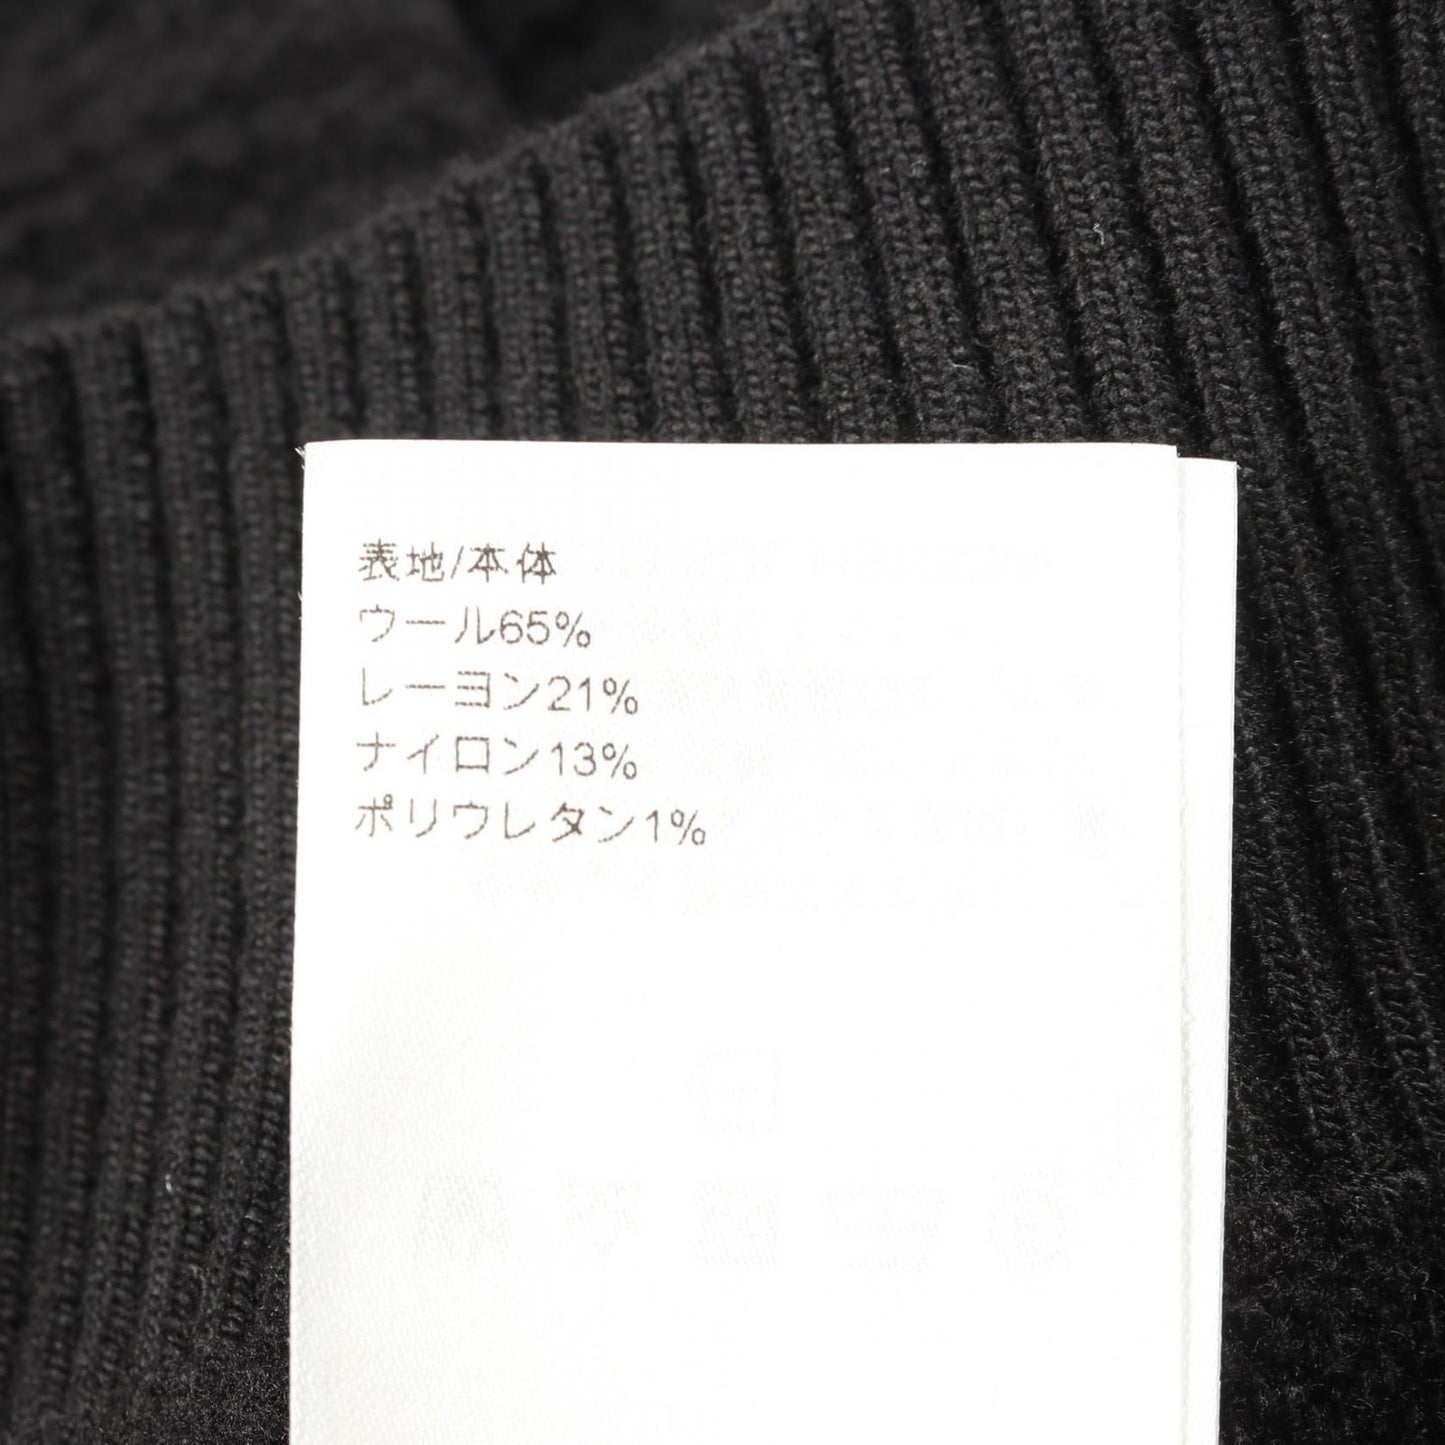 表地/本体
ウール65%
レーヨン21%
ナイロン13%
ポリウレタン1%